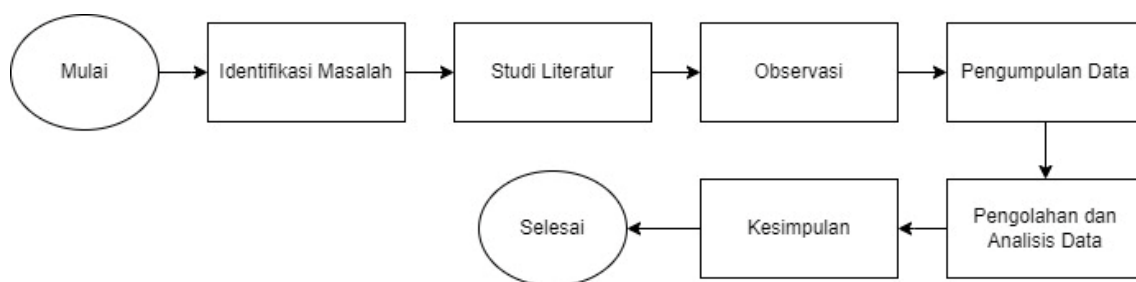 Mulai
Identifikasi Masalah
Studi Literatur
Observasi
Pengumpulan Data
Pengolahan dan
Analisis Data
Kesimpulan
Selesai